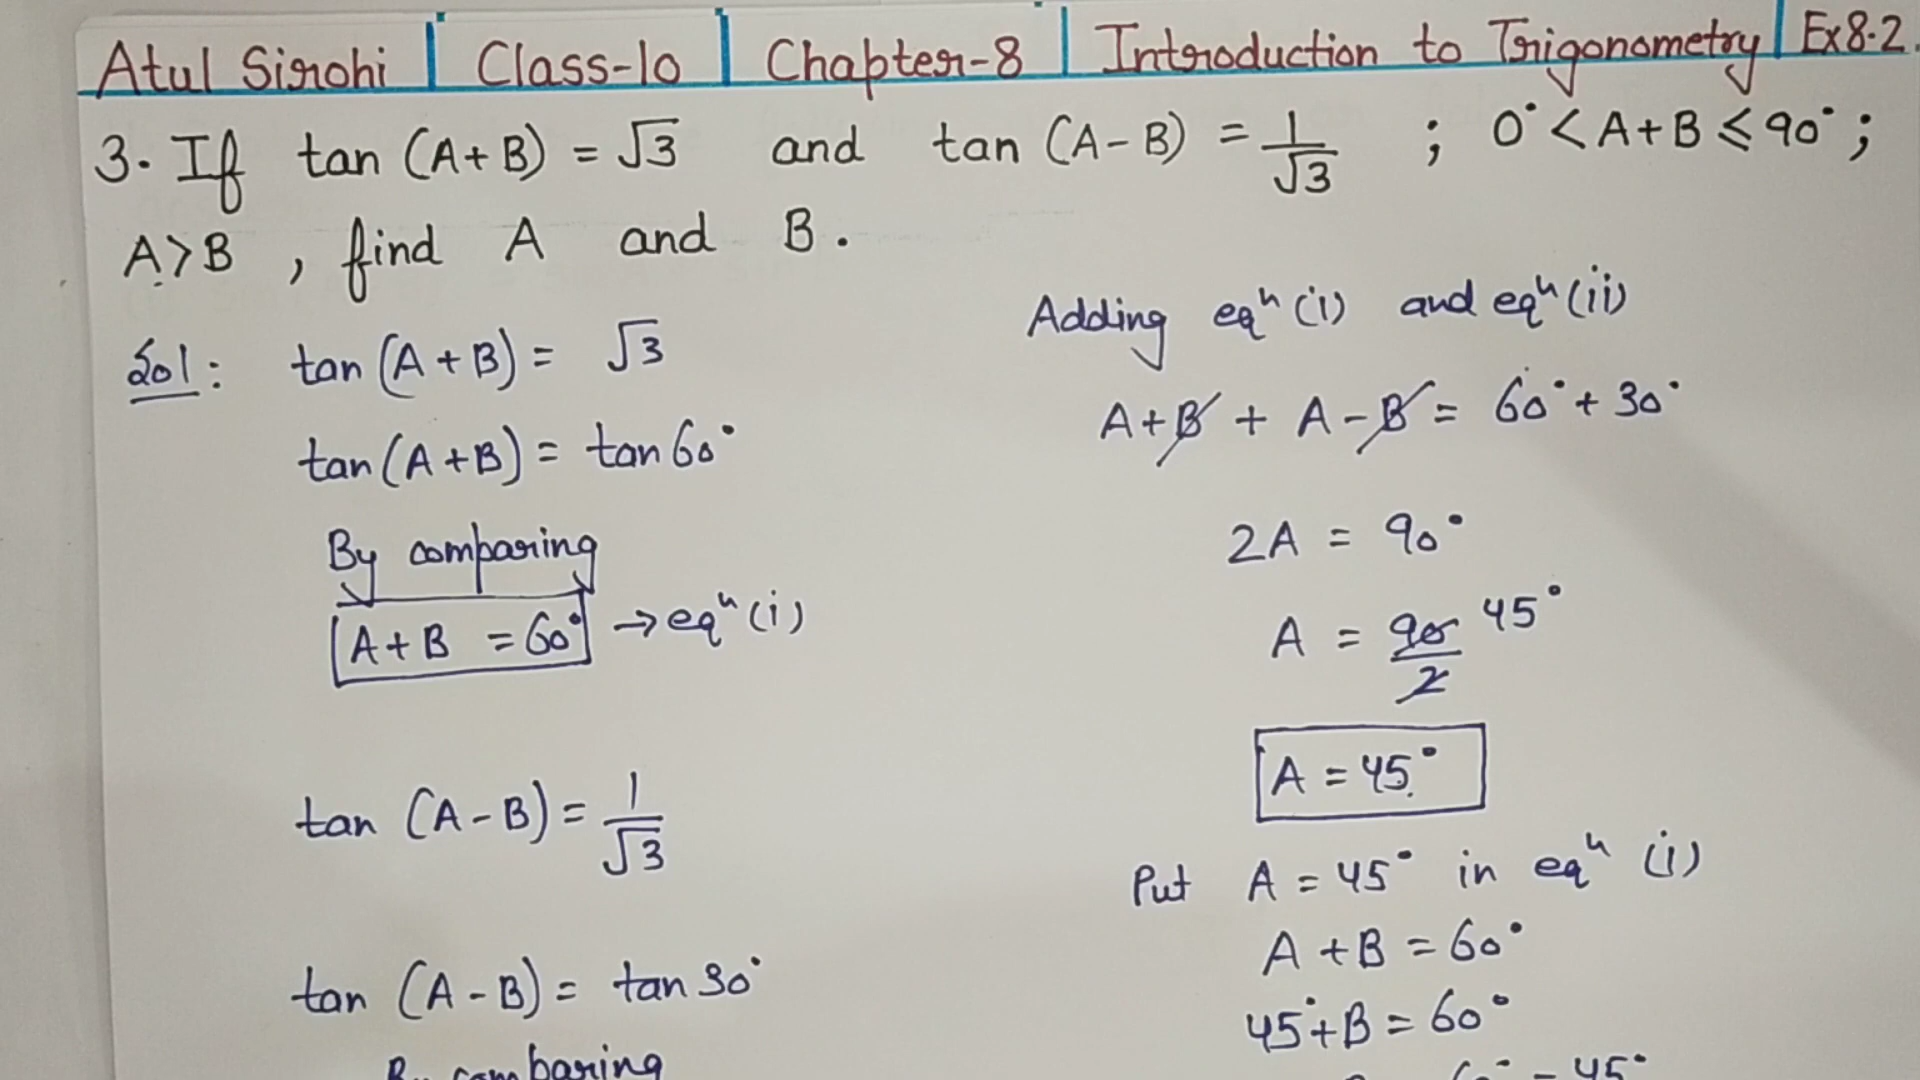 Atul Sirohi | Class-10 | Chapter-8 | Introduction to Trigonometry | Ex 8.2
3. If tan (A+B) = √3 and tan (A-B) = 1/√3 ; 0° < A+B ≤ 90° ;
A>B , find A and B.
Sol: tan (A+B) = √3
tan (A+B) = tan 60°
By comparing
A+B = 60° → eqⁿ (i)
tan (A-B) = 1/√3
tan (A-B) = tan 30°
By comparing
Adding eqⁿ (i) and eqⁿ (ii)
A+B + A-B = 60° + 30°
2A = 90°
A = 90/2 45°
A = 45°
Put A = 45° in eqⁿ (i)
A + B = 60°
45°+B = 60°
- 45°